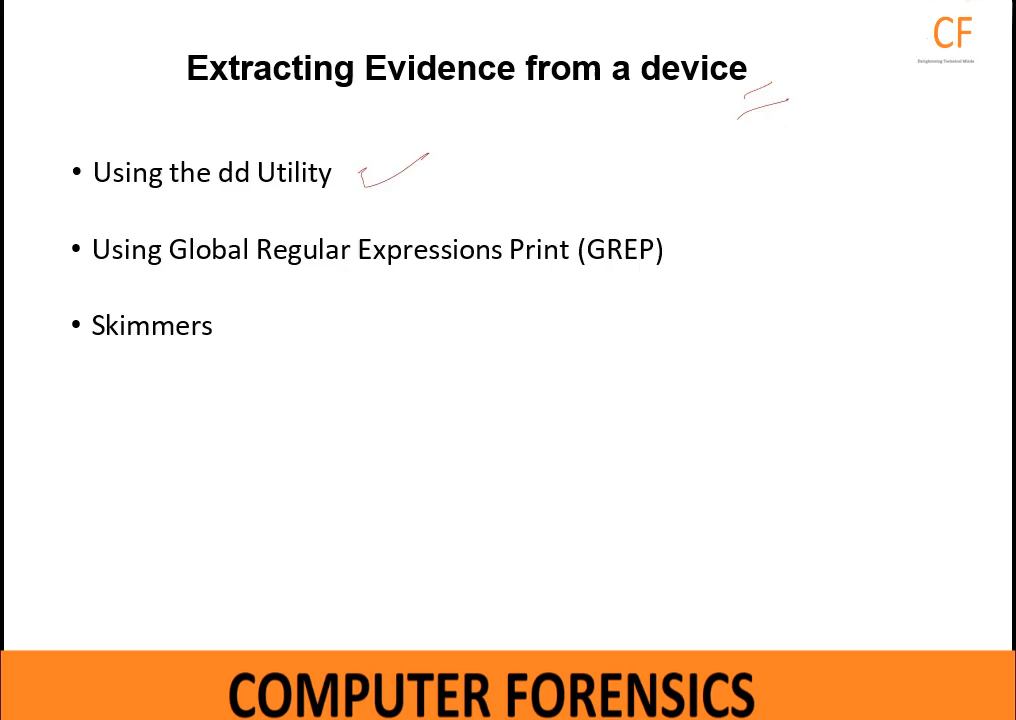 CF
Extracting Evidence from a device
• Using the dd Utility
• Using Global Regular Expressions Print (GREP)
• Skimmers
COMPUTER FORENSICS